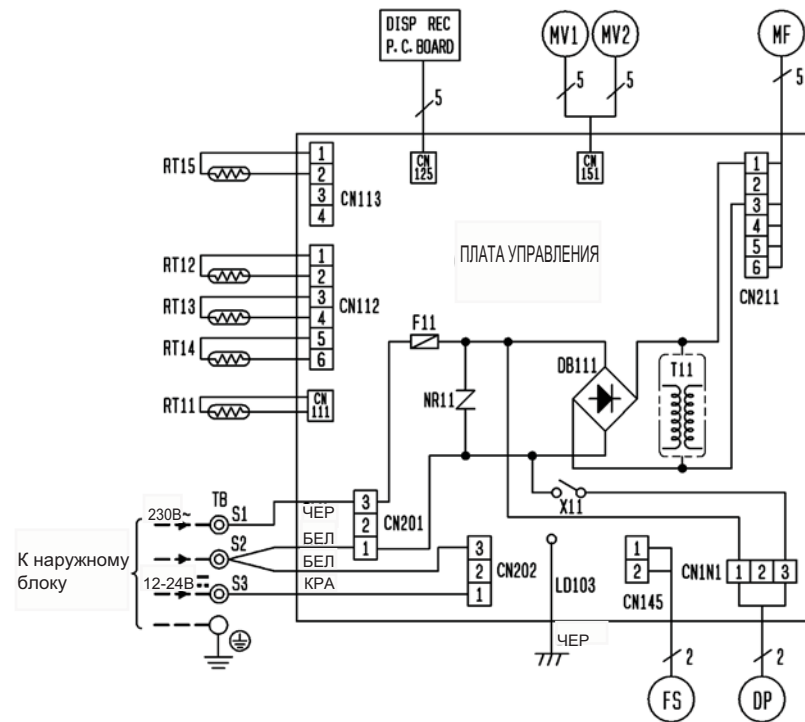 DISP REC
P.C.BOARD
MV1
MV2
MF
5
5
5
5
RT15
1
2
3
4
CN113
CN
125
CN
151
1
2
3
4
5
6
CN211
ПЛАТА УПРАВЛЕНИЯ
RT12
RT13
RT14
1
2
3
4
5
6
CN112
F11
DB111
T11
RT11
CN
111
NR11
X11
TB
230В~
S1
ЧЕР
3
2
1
CN201
S2
БЕЛ
БЕЛ
К наружному
блоку
12-24В
S3
КРА
3
2
1
CN202
LD103
ЧЕР
1
2
CN145
CN1N1
1
2
3
2
2
FS
DP